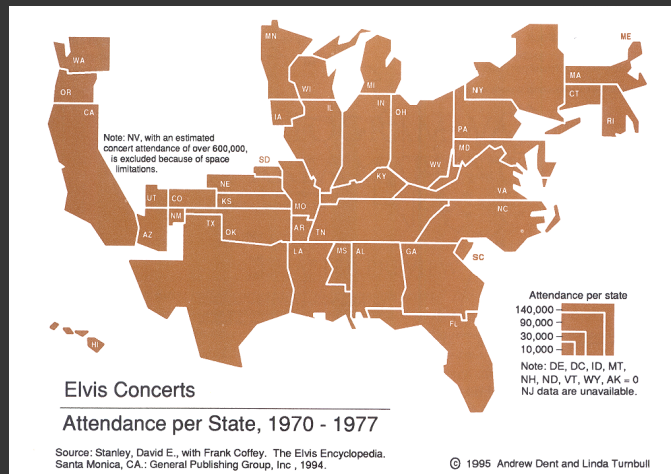 ME
MN
WA
MA
WI
MI
NY
OR
CT
IL
IN
CA
OH
IA
RI
PA
Note: NV, with an estimated
concert attendance of over 600,000,
is excluded because of space
limitations.
MD
SD
WV
KY
NE
VA
UT
CO
KS
MO
NC
NM
TX
AR
TN
AZ
OK
LA
MS
AL
GA
SC
Attendance per state
140,000
90,000
30,000
10,000
FL
HI
Note: DE, DC, ID, MT,
NH, ND, VT, WY, AK = 0
NJ data are unavailable.
Elvis Concerts
Attendance per State, 1970 - 1977
Source: Stanley, David E., with Frank Coffey. The Elvis Encyclopedia.
Santa Monica, CA.: General Publishing Group, Inc , 1994.
© 1995 Andrew Dent and Linda Turnbull